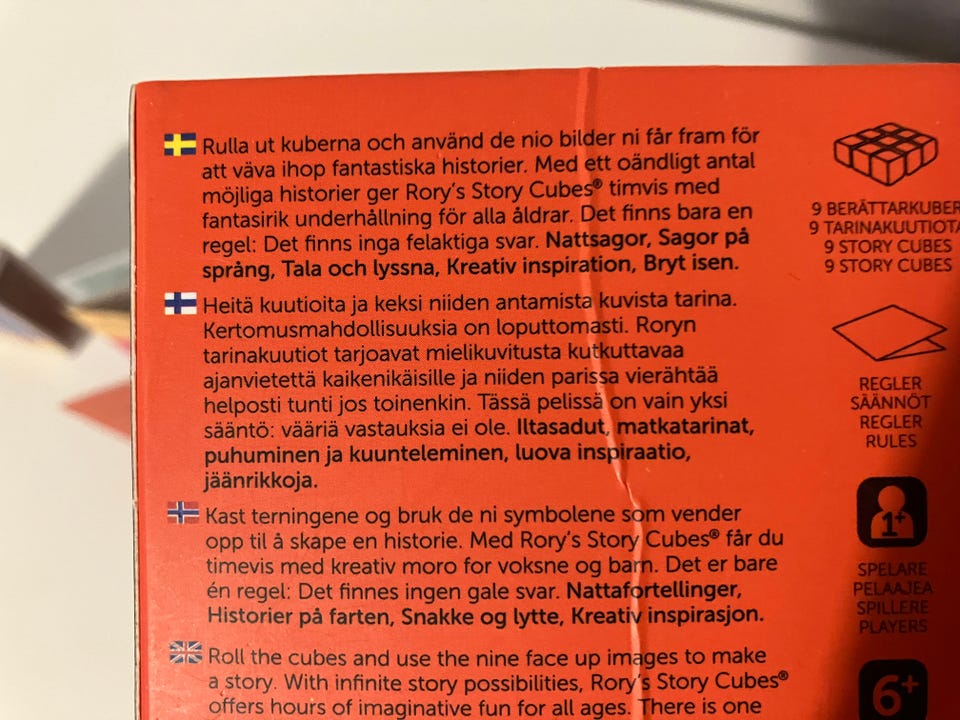 Rulla ut kuberna och använd de nio bilder ni får fram för
att väva ihop fantastiska historier. Med ett oändligt antal
möjliga historier ger Rory's Story Cubes® timvis med
fantasirik underhållning för alla åldrar. Det finns bara en
regel: Det finns inga felaktiga svar. Nattsagor, Sagor på
språng, Tala och lyssna, Kreativ inspiration, Bryt isen.
Heitä kuutioita ja keksi niiden antamista kuvista tarina.
Kertomusmahdollisuuksia on loputtomasti. Roryn
tarinakuutiot tarjoavat mielikuvitusta kutkuttavaa
ajanvietettä kaikenikäisille ja niiden parissa vierähtää
helposti tunti jos toinenkin. Tässä pelissä on vain yksi
sääntö: vääriä vastauksia ei ole. Iltasadut, matkatarinat,
puhuminen ja kuunteleminen, luova inspiraatio,
jäänrikkoja.
Kast terningene og bruk de ni symbolene som vender
opp til å skape en historie. Med Rory's Story Cubes® får du
timevis med kreativ moro for voksne og barn. Det er bare
én regel: Det finnes ingen gale svar. Nattafortellinger,
Historier på farten, Snakke og lytte, Kreativ inspirasjon.
Roll the cubes and use the nine face up images to make
a story. With infinite story possibilities, Rory's Story Cubes®
offers hours of imaginative fun for all ages. There is one
9 BERÄTTARKUBER
9 TARINAKUUTIOTA
9 STORY CUBES
9 STORY CUBES
REGLER
SÄÄNNÖT
REGLER
RULES
1+
SPELARE
PELAAJEA
SPILLERE
PLAYERS
6+